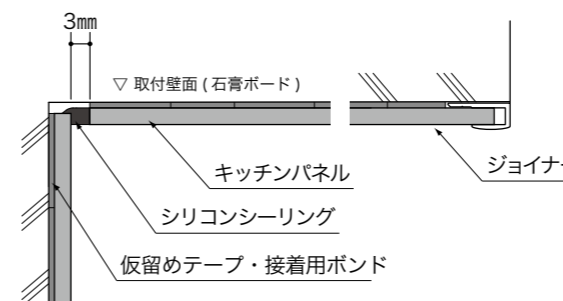 3mm
▽ 取付壁面 ( 石膏ボード )
ジョイナー
キッチンパネル
シリコンシーリング
仮留めテープ・接着用ボンド